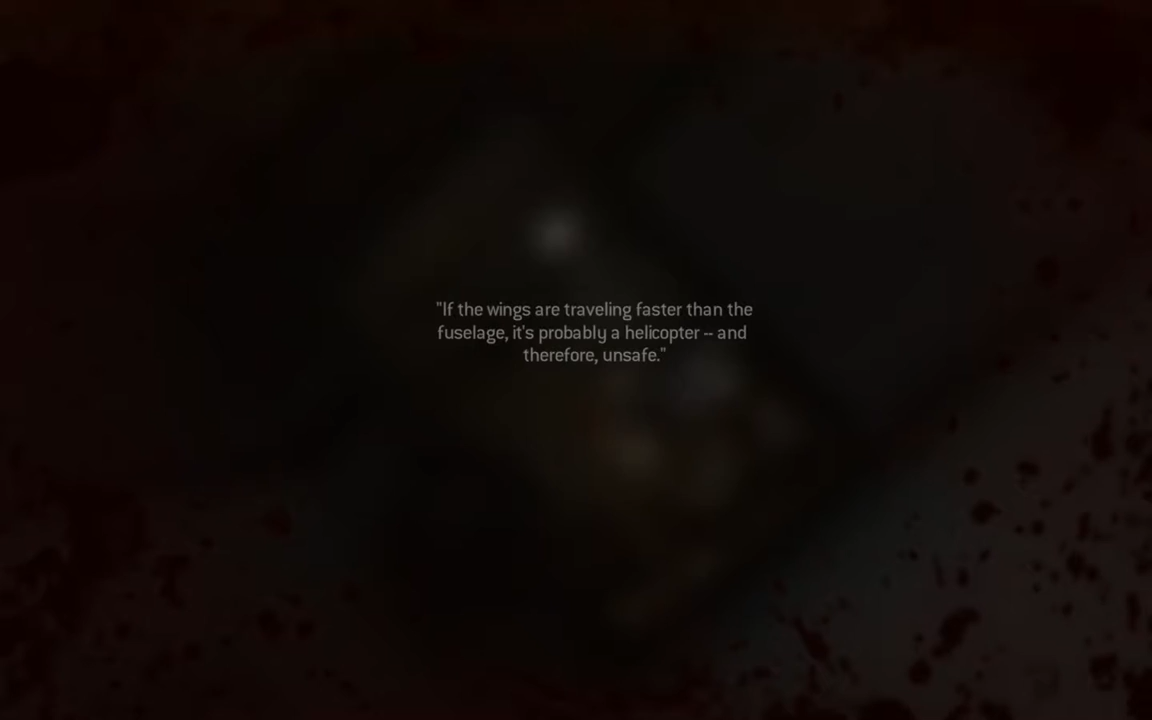 "If the wings are traveling faster than the
fuselage, it's probably a helicopter -- and
therefore, unsafe."